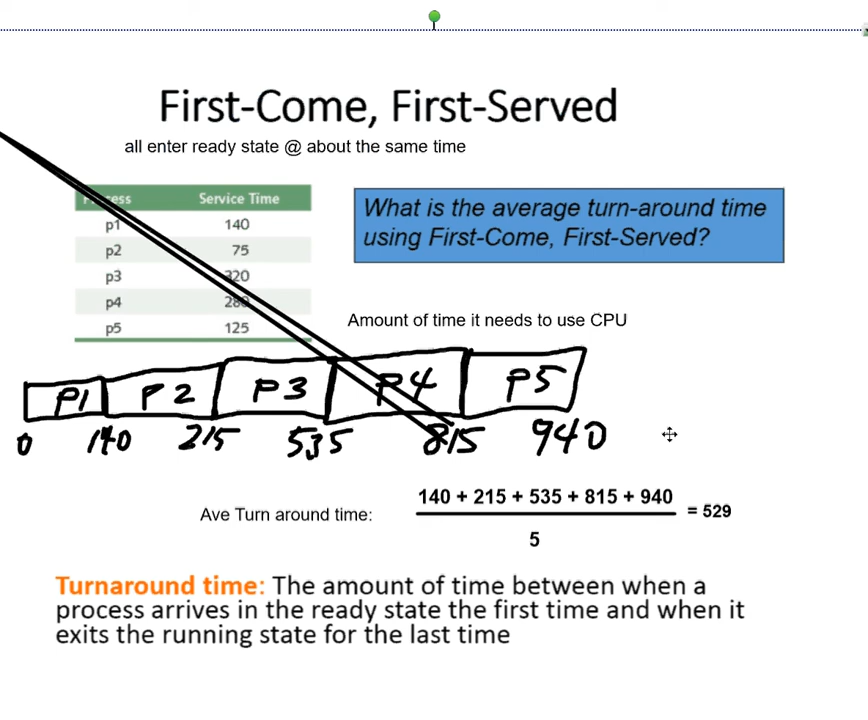 First-Come, First-Served
all enter ready state @ about the same time
Process Service Time
p1 140
p2 75
p3 320
p4 280
p5 125
What is the average turn-around time
using First-Come, First-Served?
Amount of time it needs to use CPU
P1 P2 P3 P4 P5
0 140 215 535 815 940
Ave Turn around time:
140 + 215 + 535 + 815 + 940
5
= 529
Turnaround time: The amount of time between when a
process arrives in the ready state the first time and when it
exits the running state for the last time